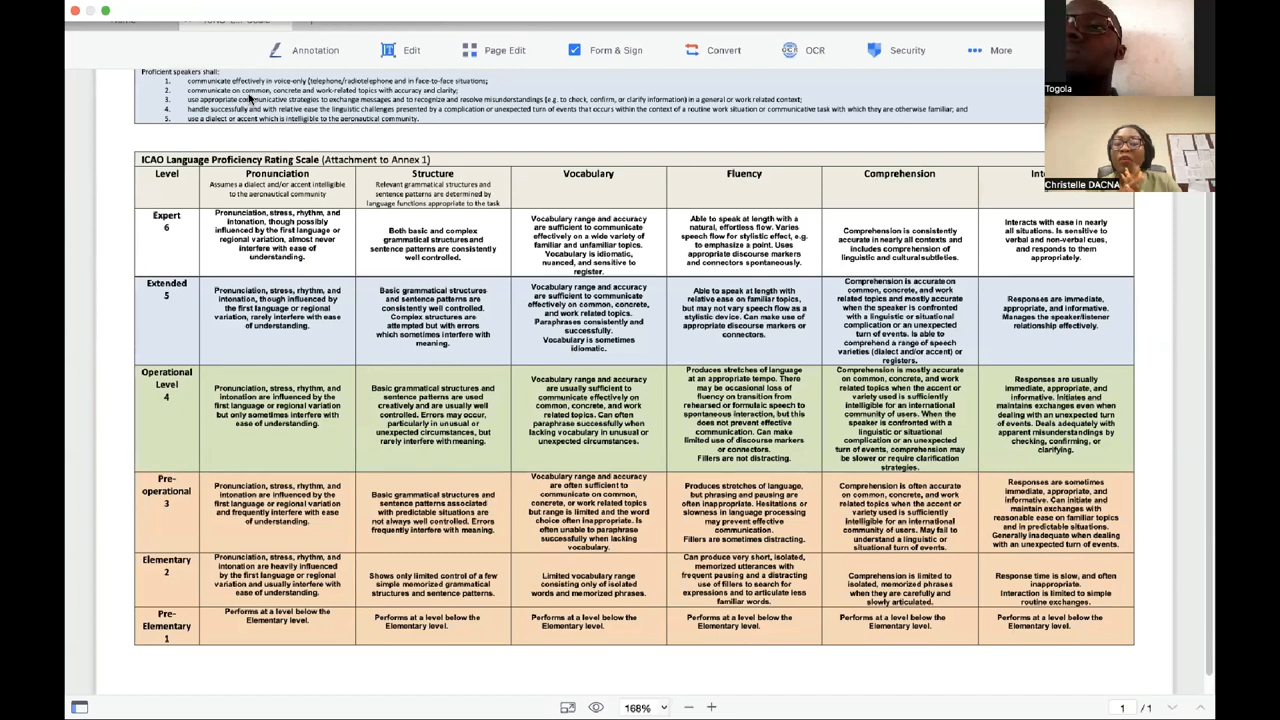 Annotation Edit Page Edit Form & Sign Convert OCR OCR Security More
Togola
Christelle DACNA
Proficient speakers shall:
1. communicate effectively in voice-only (telephone/radiotelephone and in face-to-face situations;
2. communicate on common, concrete and work-related topics with accuracy and clarity;
3. use appropriate communicative strategies to exchange messages and to recognize and resolve misunderstandings (e.g. to check, confirm, or clarify information) in a general or work related context;
4. handle successfully and with relative ease the linguistic challenges presented by a complication or unexpected turn of events that occurs within the context of a routine work situation or communicative task with which they are otherwise familiar; and
5. use a dialect or accent which is intelligible to the aeronautical community.
ICAO Language Proficiency Rating Scale (Attachment to Annex 1)
Level
Pronunciation
Assumes a dialect and/or accent intelligible
to the aeronautical community
Structure
Relevant grammatical structures and
sentence patterns are determined by
language functions appropriate to the task
Vocabulary
Fluency
Comprehension
Expert
6
Pronunciation, stress, rhythm, and
intonation, though possibly
influenced by the first language or
regional variation, almost never
interfere with ease of
understanding.
Both basic and complex
grammatical structures and
sentence patterns are consistently
well controlled.
Vocabulary range and accuracy
are sufficient to communicate
effectively on a wide variety of
familiar and unfamiliar topics.
Vocabulary is idiomatic,
nuanced, and sensitive to
register.
Able to speak at length with a
natural, effortless flow. Varies
speech flow for stylistic effect, e.g.
to emphasize a point. Uses
appropriate discourse markers
and connectors spontaneously.
Comprehension is consistently
accurate in nearly all contexts and
includes comprehension of
linguistic and cultural subtleties.
Interacts with ease in nearly
all situations. Is sensitive to
verbal and non-verbal cues,
and responds to them
appropriately.
Extended
5
Pronunciation, stress, rhythm, and
intonation, though influenced by
the first language or regional
variation, rarely interfere with ease
of understanding.
Basic grammatical structures
and sentence patterns are
consistently well controlled.
Complex structures are
attempted but with errors
which sometimes interfere with
meaning.
Vocabulary range and accuracy
are sufficient to communicate
effectively on common, concrete,
and work related topics.
Paraphrases consistently and
successfully.
Vocabulary is sometimes
idiomatic.
Able to speak at length with
relative ease on familiar topics,
but may not vary speech flow as a
stylistic device. Can make use of
appropriate discourse markers or
connectors.
Comprehension is accurate on
common, concrete, and work
related topics and mostly accurate
when the speaker is confronted
with a linguistic or situational
complication or an unexpected
turn of events. Is able to
comprehend a range of speech
varieties (dialect and/or accent) or
registers.
Responses are immediate,
appropriate, and informative.
Manages the speaker/listener
relationship effectively.
Operational
Level
4
Pronunciation, stress, rhythm, and
intonation are influenced by the
first language or regional variation
but only sometimes interfere with
ease of understanding.
Basic grammatical structures and
sentence patterns are used
creatively and are usually well
controlled. Errors may occur,
particularly in unusual or
unexpected circumstances, but
rarely interfere with meaning.
Vocabulary range and accuracy
are usually sufficient to
communicate effectively on
common, concrete, and work
related topics. Can often
paraphrase successfully when
lacking vocabulary in unusual or
unexpected circumstances.
Produces stretches of language
at an appropriate tempo. There
may be occasional loss of
fluency on transition from
rehearsed or formulaic speech to
spontaneous interaction, but this
does not prevent effective
communication. Can make
limited use of discourse markers
or connectors.
Fillers are not distracting.
Comprehension is mostly accurate
on common, concrete, and work
related topics when the accent or
variety used is sufficiently
intelligible for an international
community of users. When the
speaker is confronted with a
linguistic or situational
complication or an unexpected
turn of events, comprehension may
be slower or require clarification
strategies.
Responses are usually
immediate, appropriate, and
informative. Initiates and
maintains exchanges even when
dealing with an unexpected turn
of events. Deals adequately with
apparent misunderstandings by
checking, confirming, or
clarifying.
Pre-
operational
3
Pronunciation, stress, rhythm, and
intonation are influenced by the
first language or regional variation
and frequently interfere with ease
of understanding.
Basic grammatical structures and
sentence patterns associated
with predictable situations are
not always well controlled. Errors
frequently interfere with meaning.
Vocabulary range and accuracy
are often sufficient to
communicate on common,
concrete, or work related topics
but range is limited and the word
choice often inappropriate. Is
often unable to paraphrase
successfully when lacking
vocabulary.
Produces stretches of language,
but phrasing and pausing are
often inappropriate. Hesitations or
slowness in language processing
may prevent effective
communication.
Fillers are sometimes distracting.
Comprehension is often accurate
on common, concrete, and work
related topics when the accent or
variety used is sufficiently
intelligible for an international
community of users. May fail to
understand a linguistic or
situational turn of events.
Responses are sometimes
immediate, appropriate, and
informative. Can initiate and
maintain exchanges with
reasonable ease on familiar topics
and in predictable situations.
Generally inadequate when dealing
with an unexpected turn of events.
Elementary
2
Pronunciation, stress, rhythm, and
intonation are heavily influenced
by the first language or regional
variation and usually interfere with
ease of understanding.
Shows only limited control of a few
simple memorized grammatical
structures and sentence patterns.
Limited vocabulary range
consisting only of isolated
words and memorized phrases.
Can produce very short, isolated,
memorized utterances with
frequent pausing and a distracting
use of fillers to search for
expressions and to articulate less
familiar words.
Comprehension is limited to
isolated, memorized phrases
when they are carefully and
slowly articulated.
Response time is slow, and often
inappropriate.
Interaction is limited to simple
routine exchanges.
Pre-
Elementary
1
Performs at a level below the
Elementary level.
Performs at a level below the
Elementary level.
Performs at a level below the
Elementary level.
Performs at a level below the
Elementary level.
Performs at a level below the
Elementary level.
Performs at a level below the
Elementary level.
168% 1 / 1